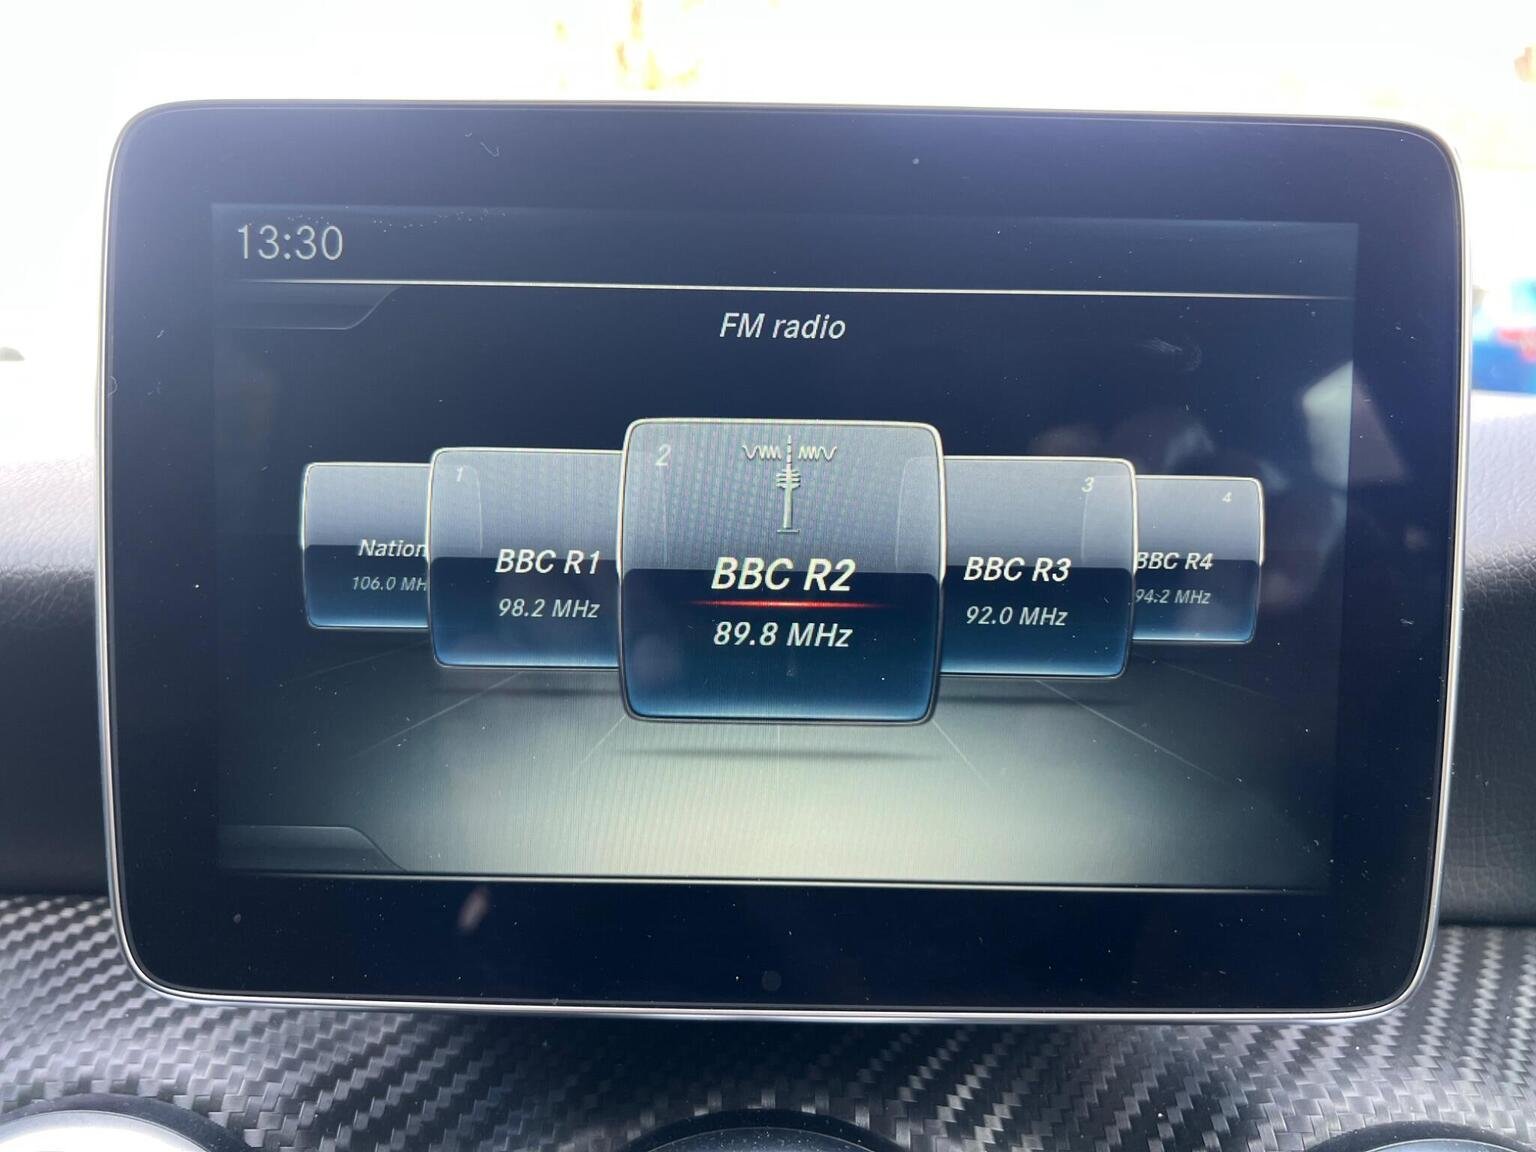 13:30
FM radio
Nation
106.0 MH
1
BBC R1
98.2 MHz
2
BBC R2
89.8 MHz
3
BBC R3
92.0 MHz
4
BBC R4
94.2 MHz